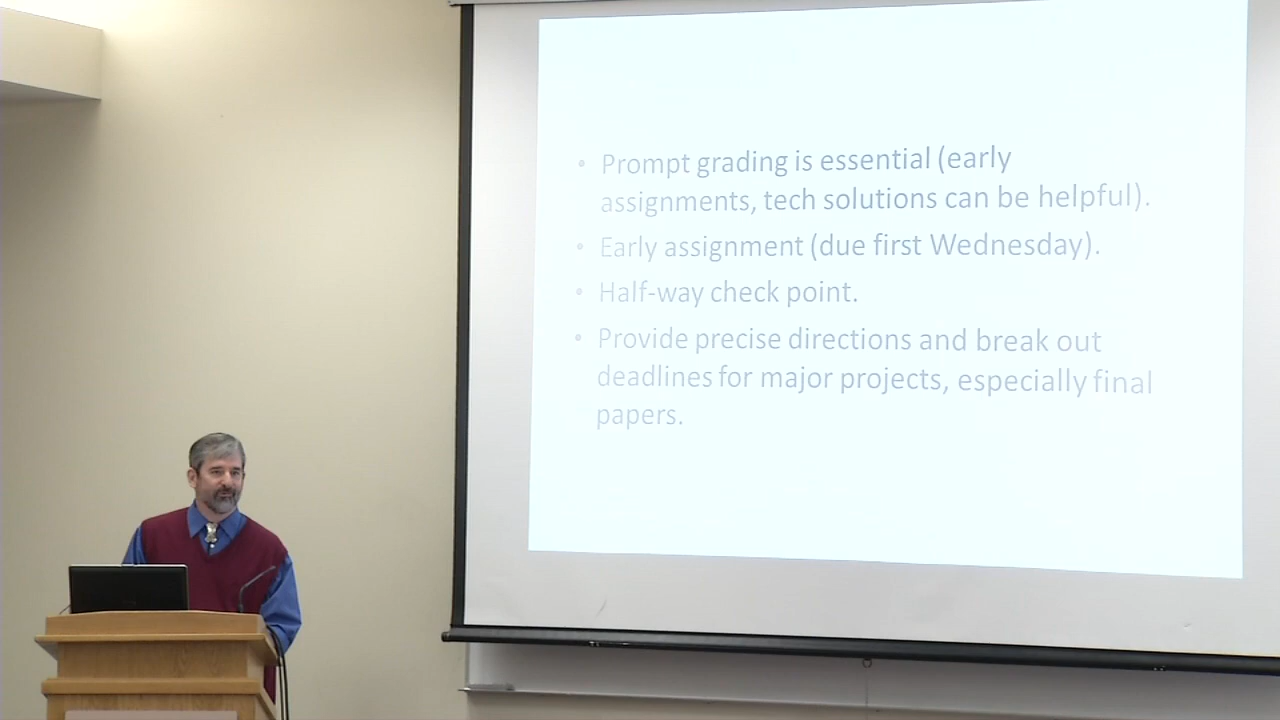 • Prompt grading is essential (early
assignments, tech solutions can be helpful).
• Early assignment (due first Wednesday).
• Half-way check point.
• Provide precise directions and break out
deadlines for major projects, especially final
papers.